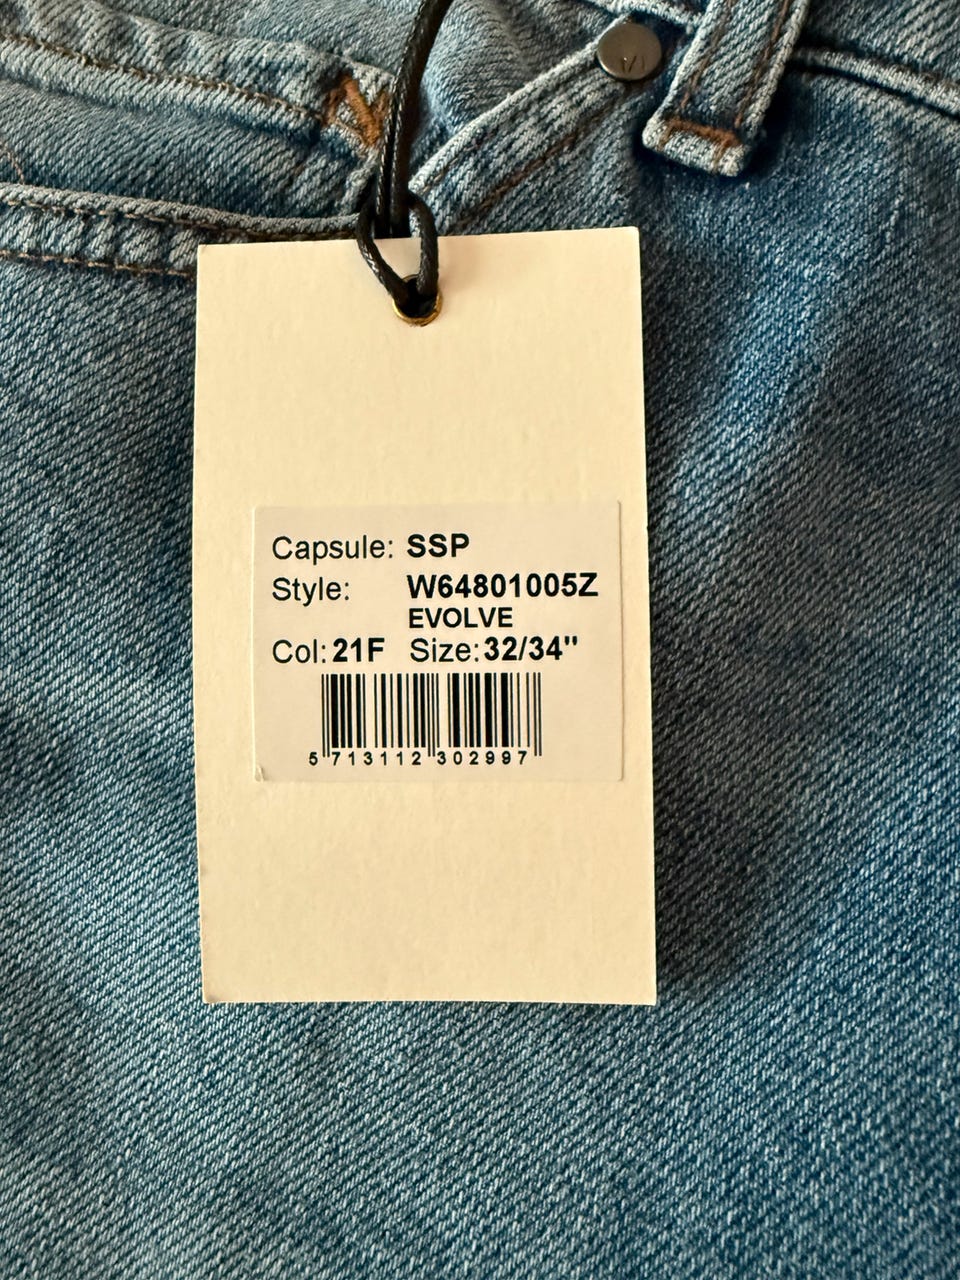 Capsule: SSP
Style: W64801005Z
EVOLVE
Col: 21F Size: 32/34"
5 713112 302997